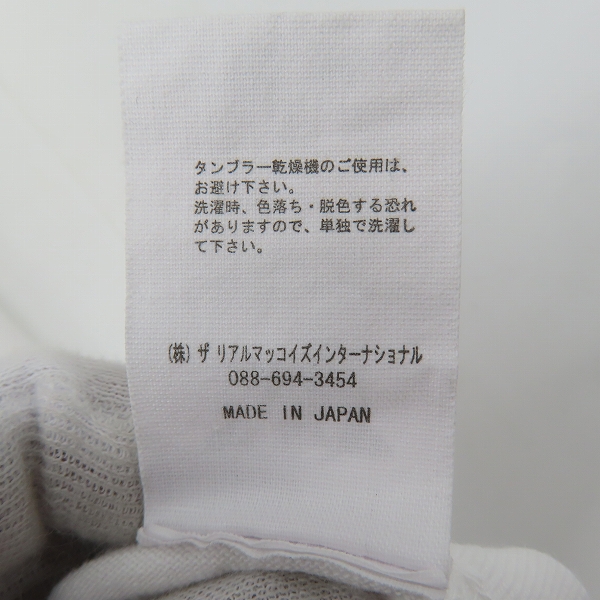 タンブラー乾燥機のご使用は、
お避け下さい。
洗濯時、色落ち・脱色する恐れ
がありますので、単独で洗濯し
て下さい。
(株) ザ リアルマッコイズインターナショナル
088-694-3454
MADE IN JAPAN